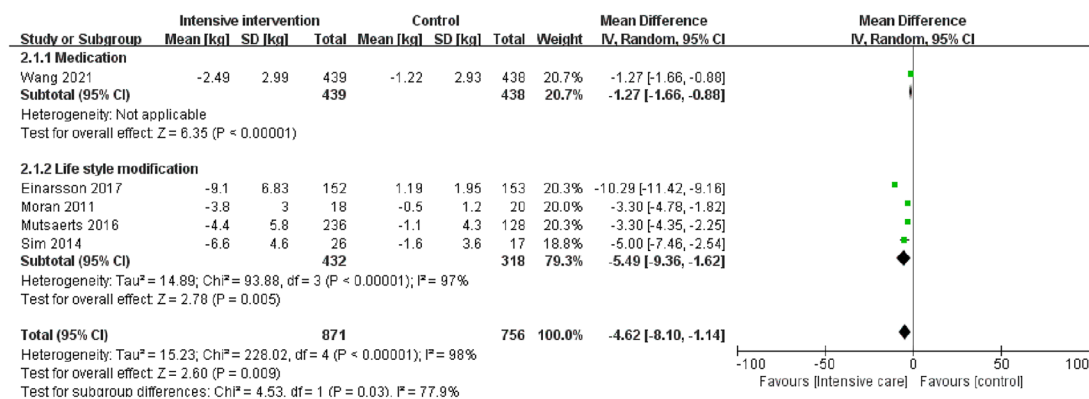 Intensive intervention Control Mean Difference Mean Difference
Study or Subgroup Mean [kg] SD [kg] Total Mean [kg] SD [kg] Total Weight IV, Random, 95% CI IV, Random, 95% CI
2.1.1 Medication
Wang 2021 -2.49 2.99 439 -1.22 2.93 438 20.7% -1.27 [-1.66, -0.88]
Subtotal (95% CI) 439 438 20.7% -1.27 [-1.66, -0.88]
Heterogeneity: Not applicable
Test for overall effect: Z = 6.35 (P < 0.00001)
2.1.2 Life style modification
Einarsson 2017 -9.1 6.83 152 1.19 1.95 153 20.3% -10.29 [-11.42, -9.16]
Moran 2011 -3.8 3 18 -0.5 1.2 20 20.0% -3.30 [-4.78, -1.82]
Mutsaerts 2016 -4.4 5.8 236 -1.1 4.3 128 20.3% -3.30 [-4.35, -2.25]
Sim 2014 -6.6 4.6 26 -1.6 3.6 17 18.8% -5.00 [-7.46, -2.54]
Subtotal (95% CI) 432 318 79.3% -5.49 [-9.36, -1.62]
Heterogeneity: Tau² = 14.89; Chi² = 93.88, df = 3 (P < 0.00001); I² = 97%
Test for overall effect: Z = 2.78 (P = 0.005)
Total (95% CI) 871 756 100.0% -4.62 [-8.10, -1.14]
Heterogeneity: Tau² = 15.23; Chi² = 228.02, df = 4 (P < 0.00001); I² = 98%
Test for overall effect: Z = 2.60 (P = 0.009)
Test for subgroup differences: Chi² = 4.53, df = 1 (P = 0.03), I² = 77.9%
-100 -50 0 50 100
Favours [Intensive care] Favours [control]